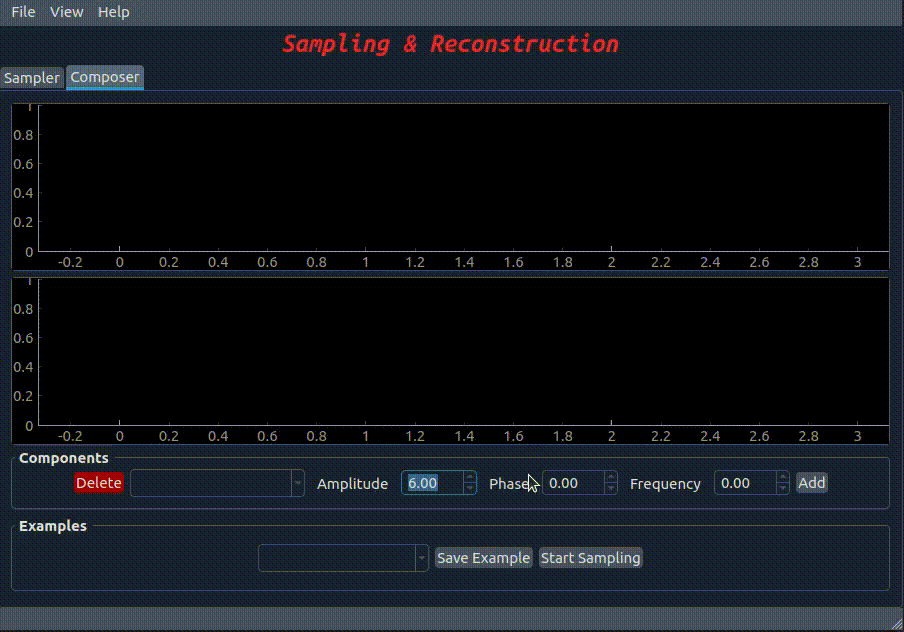 File View Help
Sampling & Reconstruction
Sampler Composer
1
0.8
0.6
0.4
0.2
0
-0.2 0 0.2 0.4 0.6 0.8 1 1.2 1.4 1.6 1.8 2 2.2 2.4 2.6 2.8 3
1
0.8
0.6
0.4
0.2
0
-0.2 0 0.2 0.4 0.6 0.8 1 1.2 1.4 1.6 1.8 2 2.2 2.4 2.6 2.8 3
Components
Delete Amplitude 6.00 Phase 0.00 Frequency 0.00 Add
Examples
Save Example Start Sampling